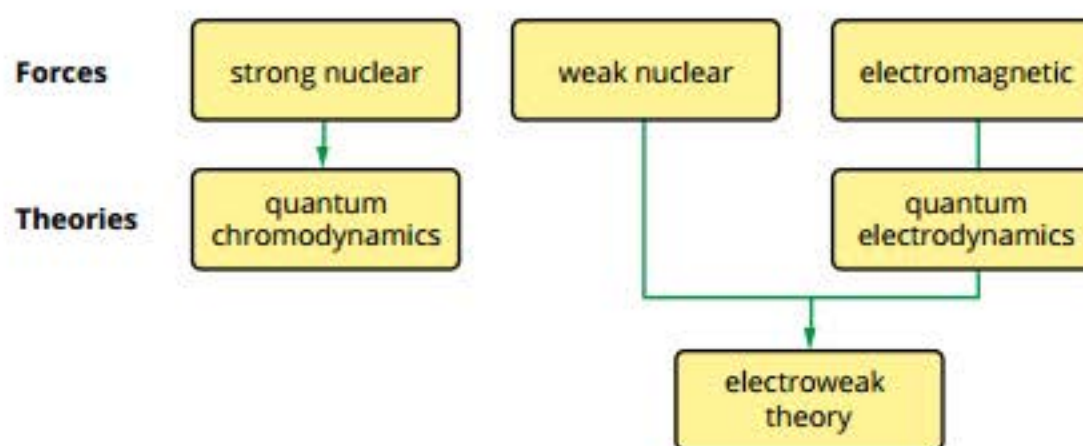 Forces
strong nuclear
weak nuclear
electromagnetic
Theories
quantum
chromodynamics
quantum
electrodynamics
electroweak
theory